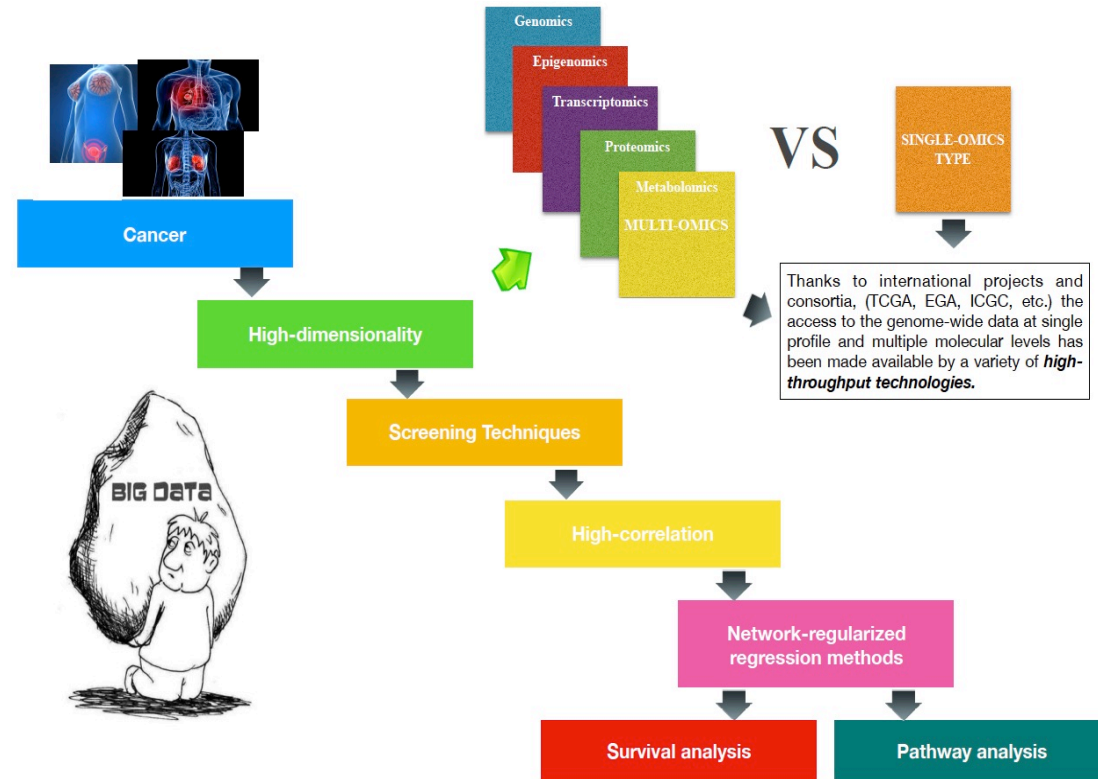 Genomics
Epigenomics
Transcriptomics
Proteomics
Metabolomics
MULTI-OMICS
VS
SINGLE-OMICS
TYPE
Cancer
Thanks to international projects and
consortia, (TCGA, EGA, ICGC, etc.) the
access to the genome-wide data at single
profile and multiple molecular levels has
been made available by a variety of high-
throughput technologies.
High-dimensionality
Screening Techniques
BIG DATA
High-correlation
Network-regularized
regression methods
Survival analysis
Pathway analysis